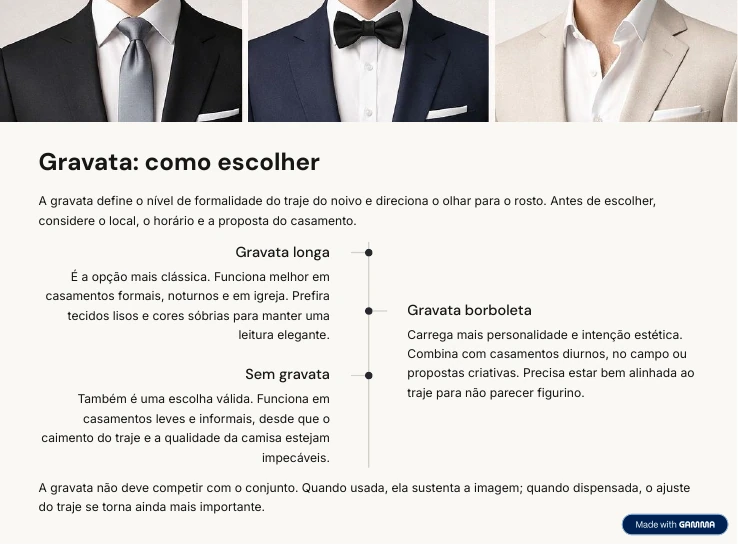 Gravata: como escolher
A gravata define o nível de formalidade do traje do noivo e direciona o olhar para o rosto. Antes de escolher,
considere o local, o horário e a proposta do casamento.
Gravata longa
É a opção mais clássica. Funciona melhor em
casamentos formais, noturnos e em igreja. Prefira
tecidos lisos e cores sóbrias para manter uma
leitura elegante.
Gravata borboleta
Carrega mais personalidade e intenção estética.
Combina com casamentos diurnos, no campo ou
propostas criativas. Precisa estar bem alinhada ao
traje para não parecer figurino.
Sem gravata
Também é uma escolha válida. Funciona em
casamentos leves e informais, desde que o
caimento do traje e a qualidade da camisa estejam
impecáveis.
A gravata não deve competir com o conjunto. Quando usada, ela sustenta a imagem; quando dispensada, o ajuste
do traje se torna ainda mais importante.
Made with GAMMA